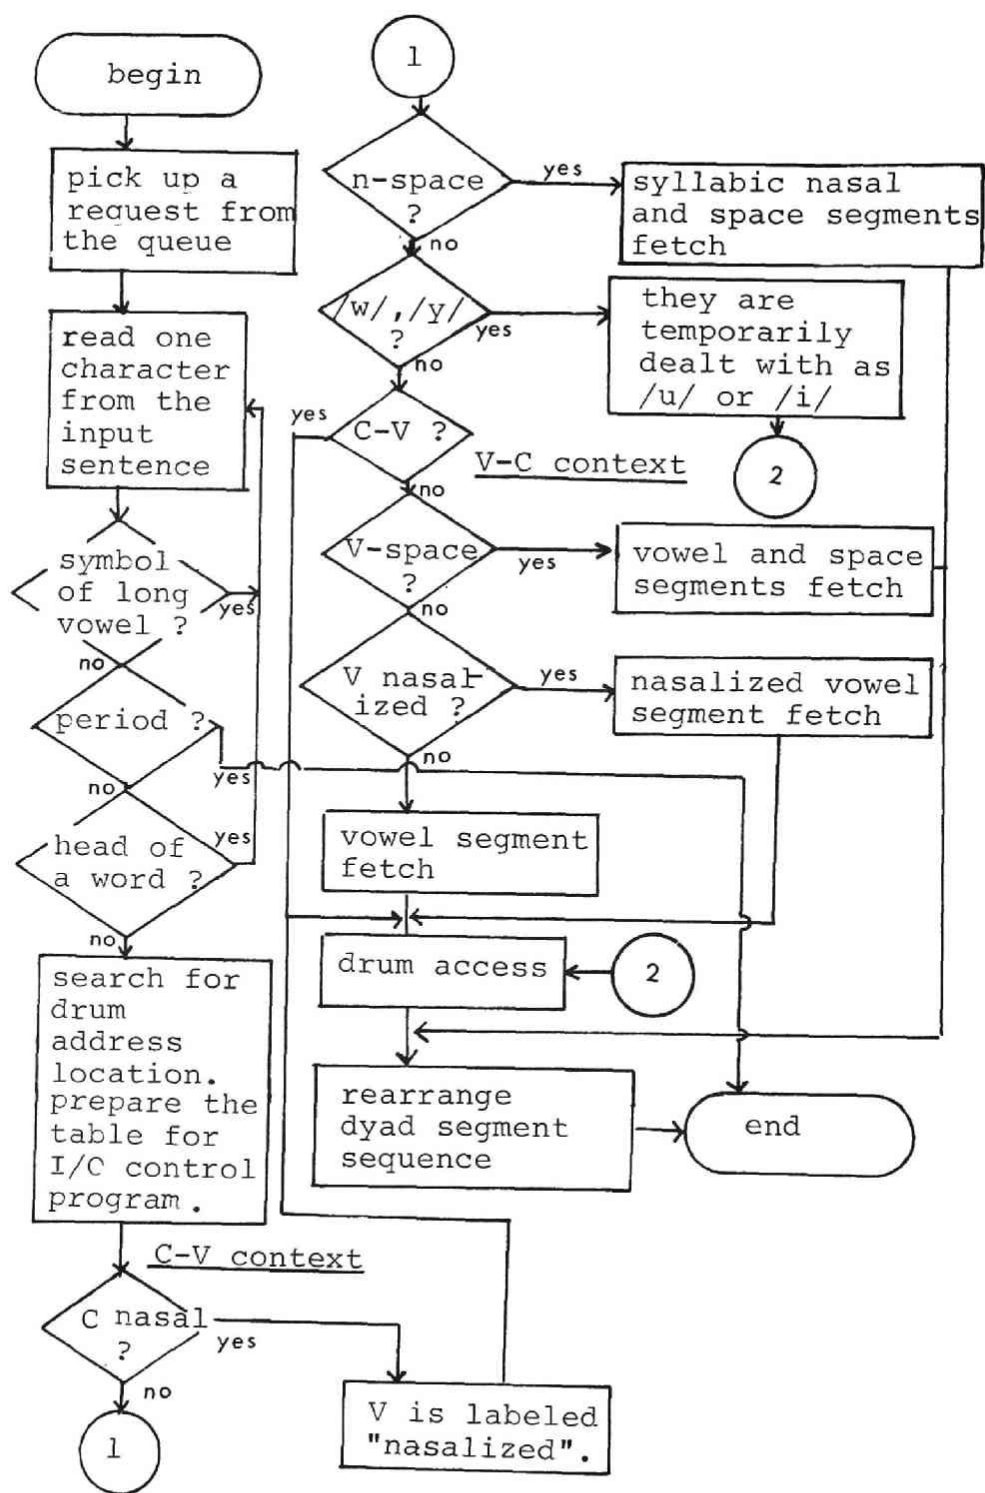 begin
pick up a
request from
the queue
read one
character
from the
input
sentence
symbol
of long
vowel ?
yes
no
period ?
yes
no
head of
a word ?
yes
no
search for
drum
address
location.
prepare the
table for
I/O control
program.
C-V context
C nasal
?
yes
no
1
1
n-space
?
yes
no
syllabic nasal
and space segments
fetch
/w/,/y/
?
yes
no
they are
temporarily
dealt with as
/u/ or /i/
2
C-V ?
yes
no
V-C context
V-space
?
yes
no
vowel and space
segments fetch
V nasal-
ized ?
yes
no
nasalized vowel
segment fetch
vowel segment
fetch
drum access
2
rearrange
dyad segment
sequence
end
V is labeled
"nasalized".